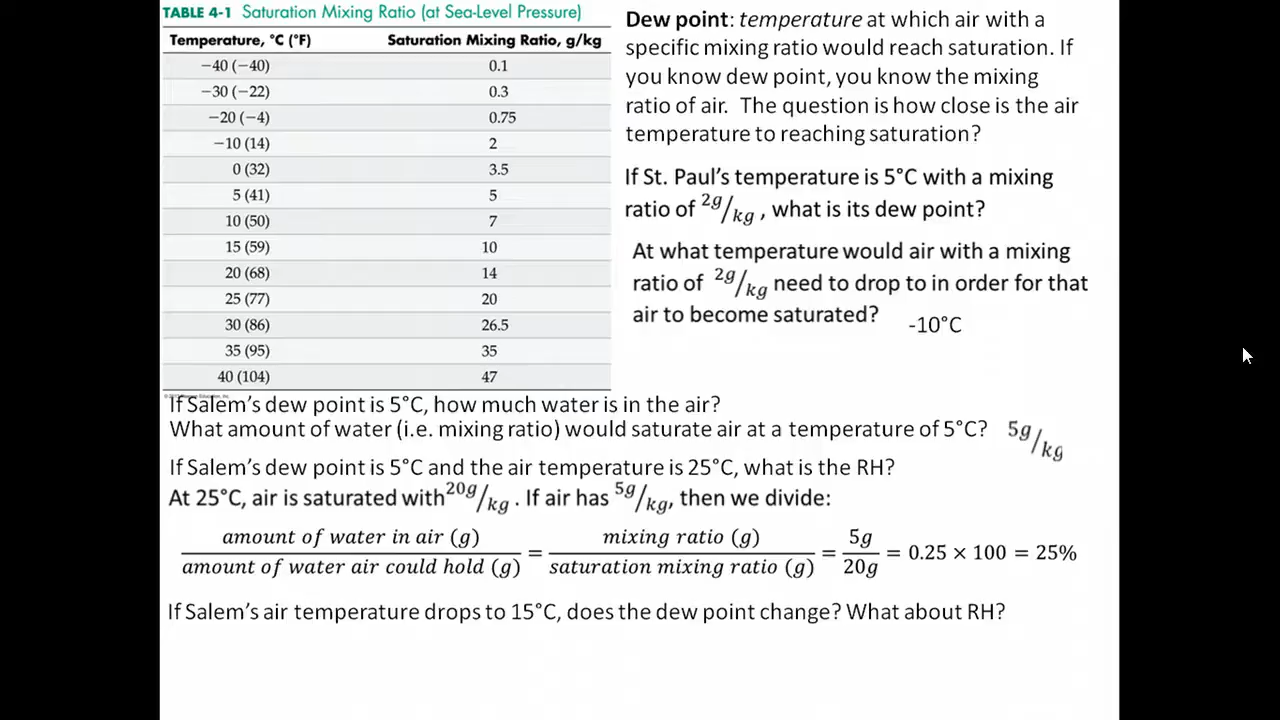 TABLE 4-1 Saturation Mixing Ratio (at Sea-Level Pressure)
Temperature, °C (°F) Saturation Mixing Ratio, g/kg
−40 (−40) 0.1
−30 (−22) 0.3
−20 (−4) 0.75
−10 (14) 2
0 (32) 3.5
5 (41) 5
10 (50) 7
15 (59) 10
20 (68) 14
25 (77) 20
30 (86) 26.5
35 (95) 35
40 (104) 47
Dew point: temperature at which air with a
specific mixing ratio would reach saturation. If
you know dew point, you know the mixing
ratio of air. The question is how close is the air
temperature to reaching saturation?
If St. Paul's temperature is 5°C with a mixing
ratio of 2g/kg, what is its dew point?
At what temperature would air with a mixing
ratio of 2g/kg need to drop to in order for that
air to become saturated? -10°C
If Salem's dew point is 5°C, how much water is in the air?
What amount of water (i.e. mixing ratio) would saturate air at a temperature of 5°C? 5g/kg
If Salem's dew point is 5°C and the air temperature is 25°C, what is the RH?
At 25°C, air is saturated with 20g/kg. If air has 5g/kg, then we divide:
amount of water in air (g) / amount of water air could hold (g) = mixing ratio (g) / saturation mixing ratio (g) = 5g / 20g = 0.25 × 100 = 25%
If Salem's air temperature drops to 15°C, does the dew point change? What about RH?